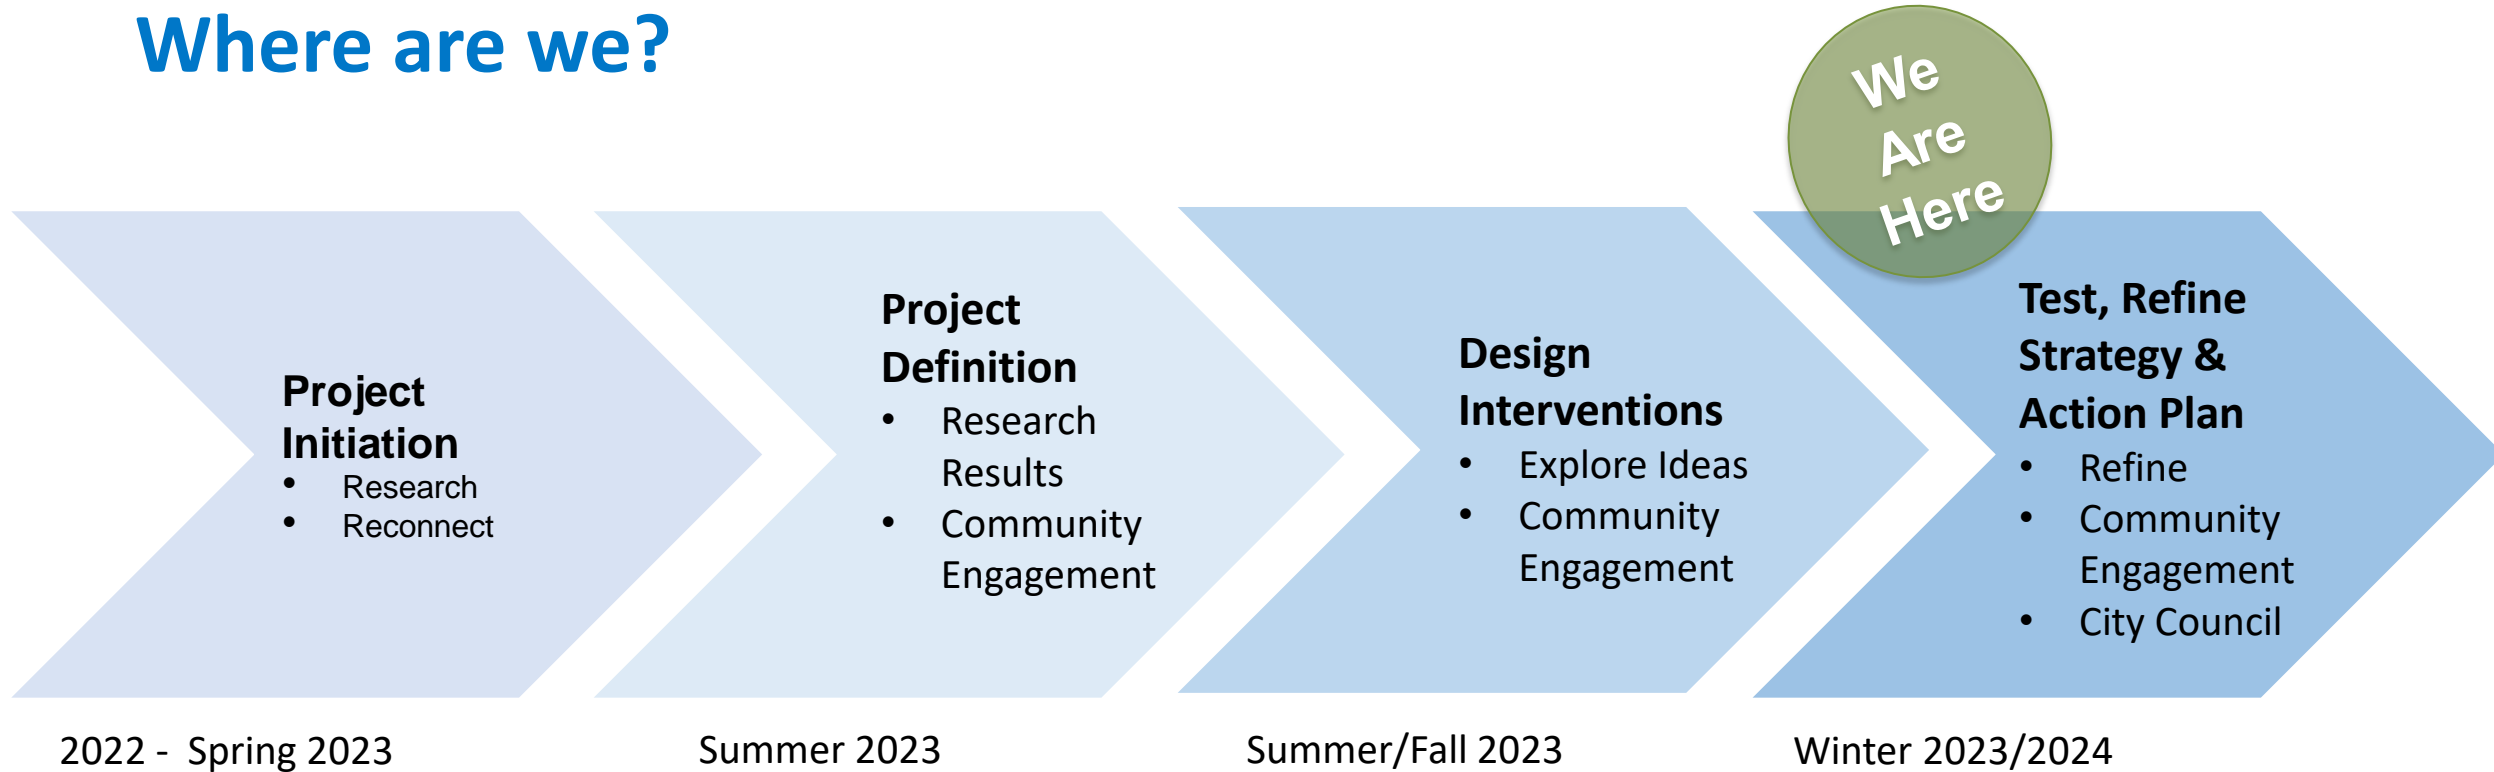 Where are we?
We
Are
Here
Project
Initiation
• Research
• Reconnect
Project
Definition
• Research
Results
• Community
Engagement
Design
Interventions
• Explore Ideas
• Community
Engagement
Test, Refine
Strategy &
Action Plan
• Refine
• Community
Engagement
• City Council
2022 - Spring 2023
Summer 2023
Summer/Fall 2023
Winter 2023/2024